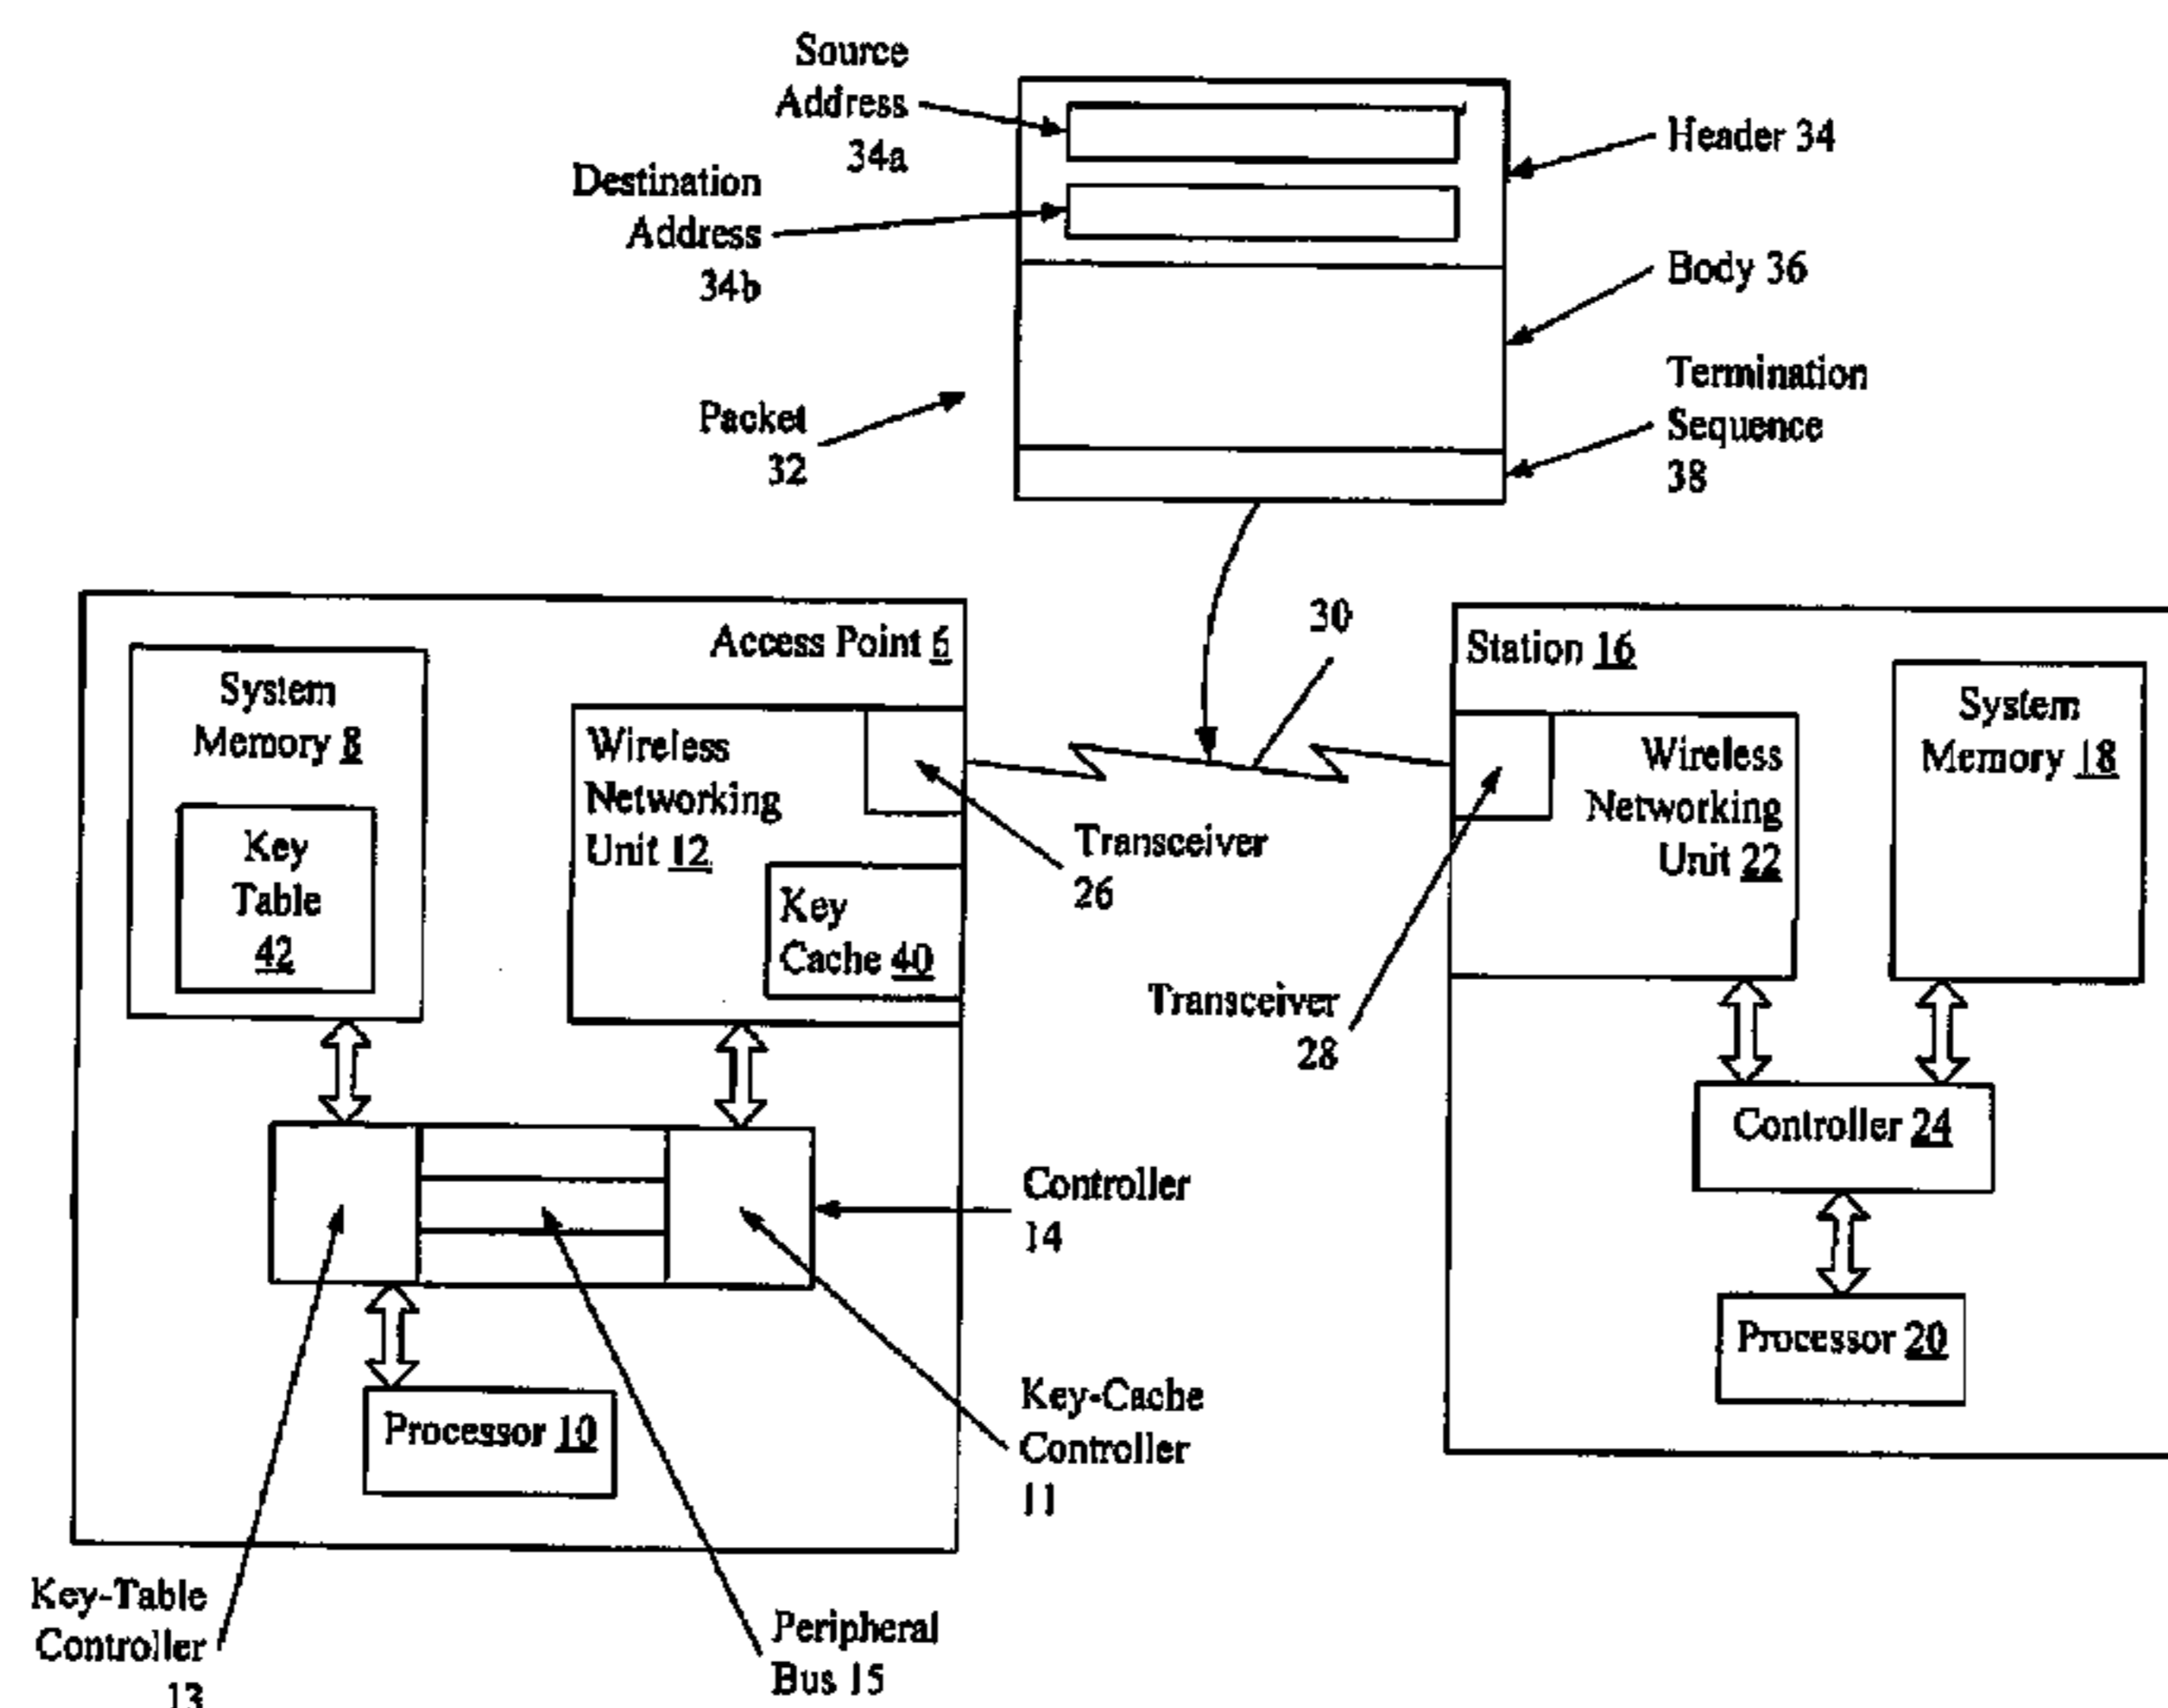 Source
Address
34a
Destination
Address
34b
Header 34
Body 36
Termination
Sequence
38
Packet
32
30
Access Point 6
System
Memory 8
Key
Table
42
Wireless
Networking
Unit 12
Key
Cache 40
Transceiver
26
Transceiver
28
Station 16
Wireless
Networking
Unit 22
System
Memory 18
Controller 24
Processor 20
Controller
14
Key-Cache
Controller
11
Processor 10
Key-Table
Controller
13
Peripheral
Bus 15